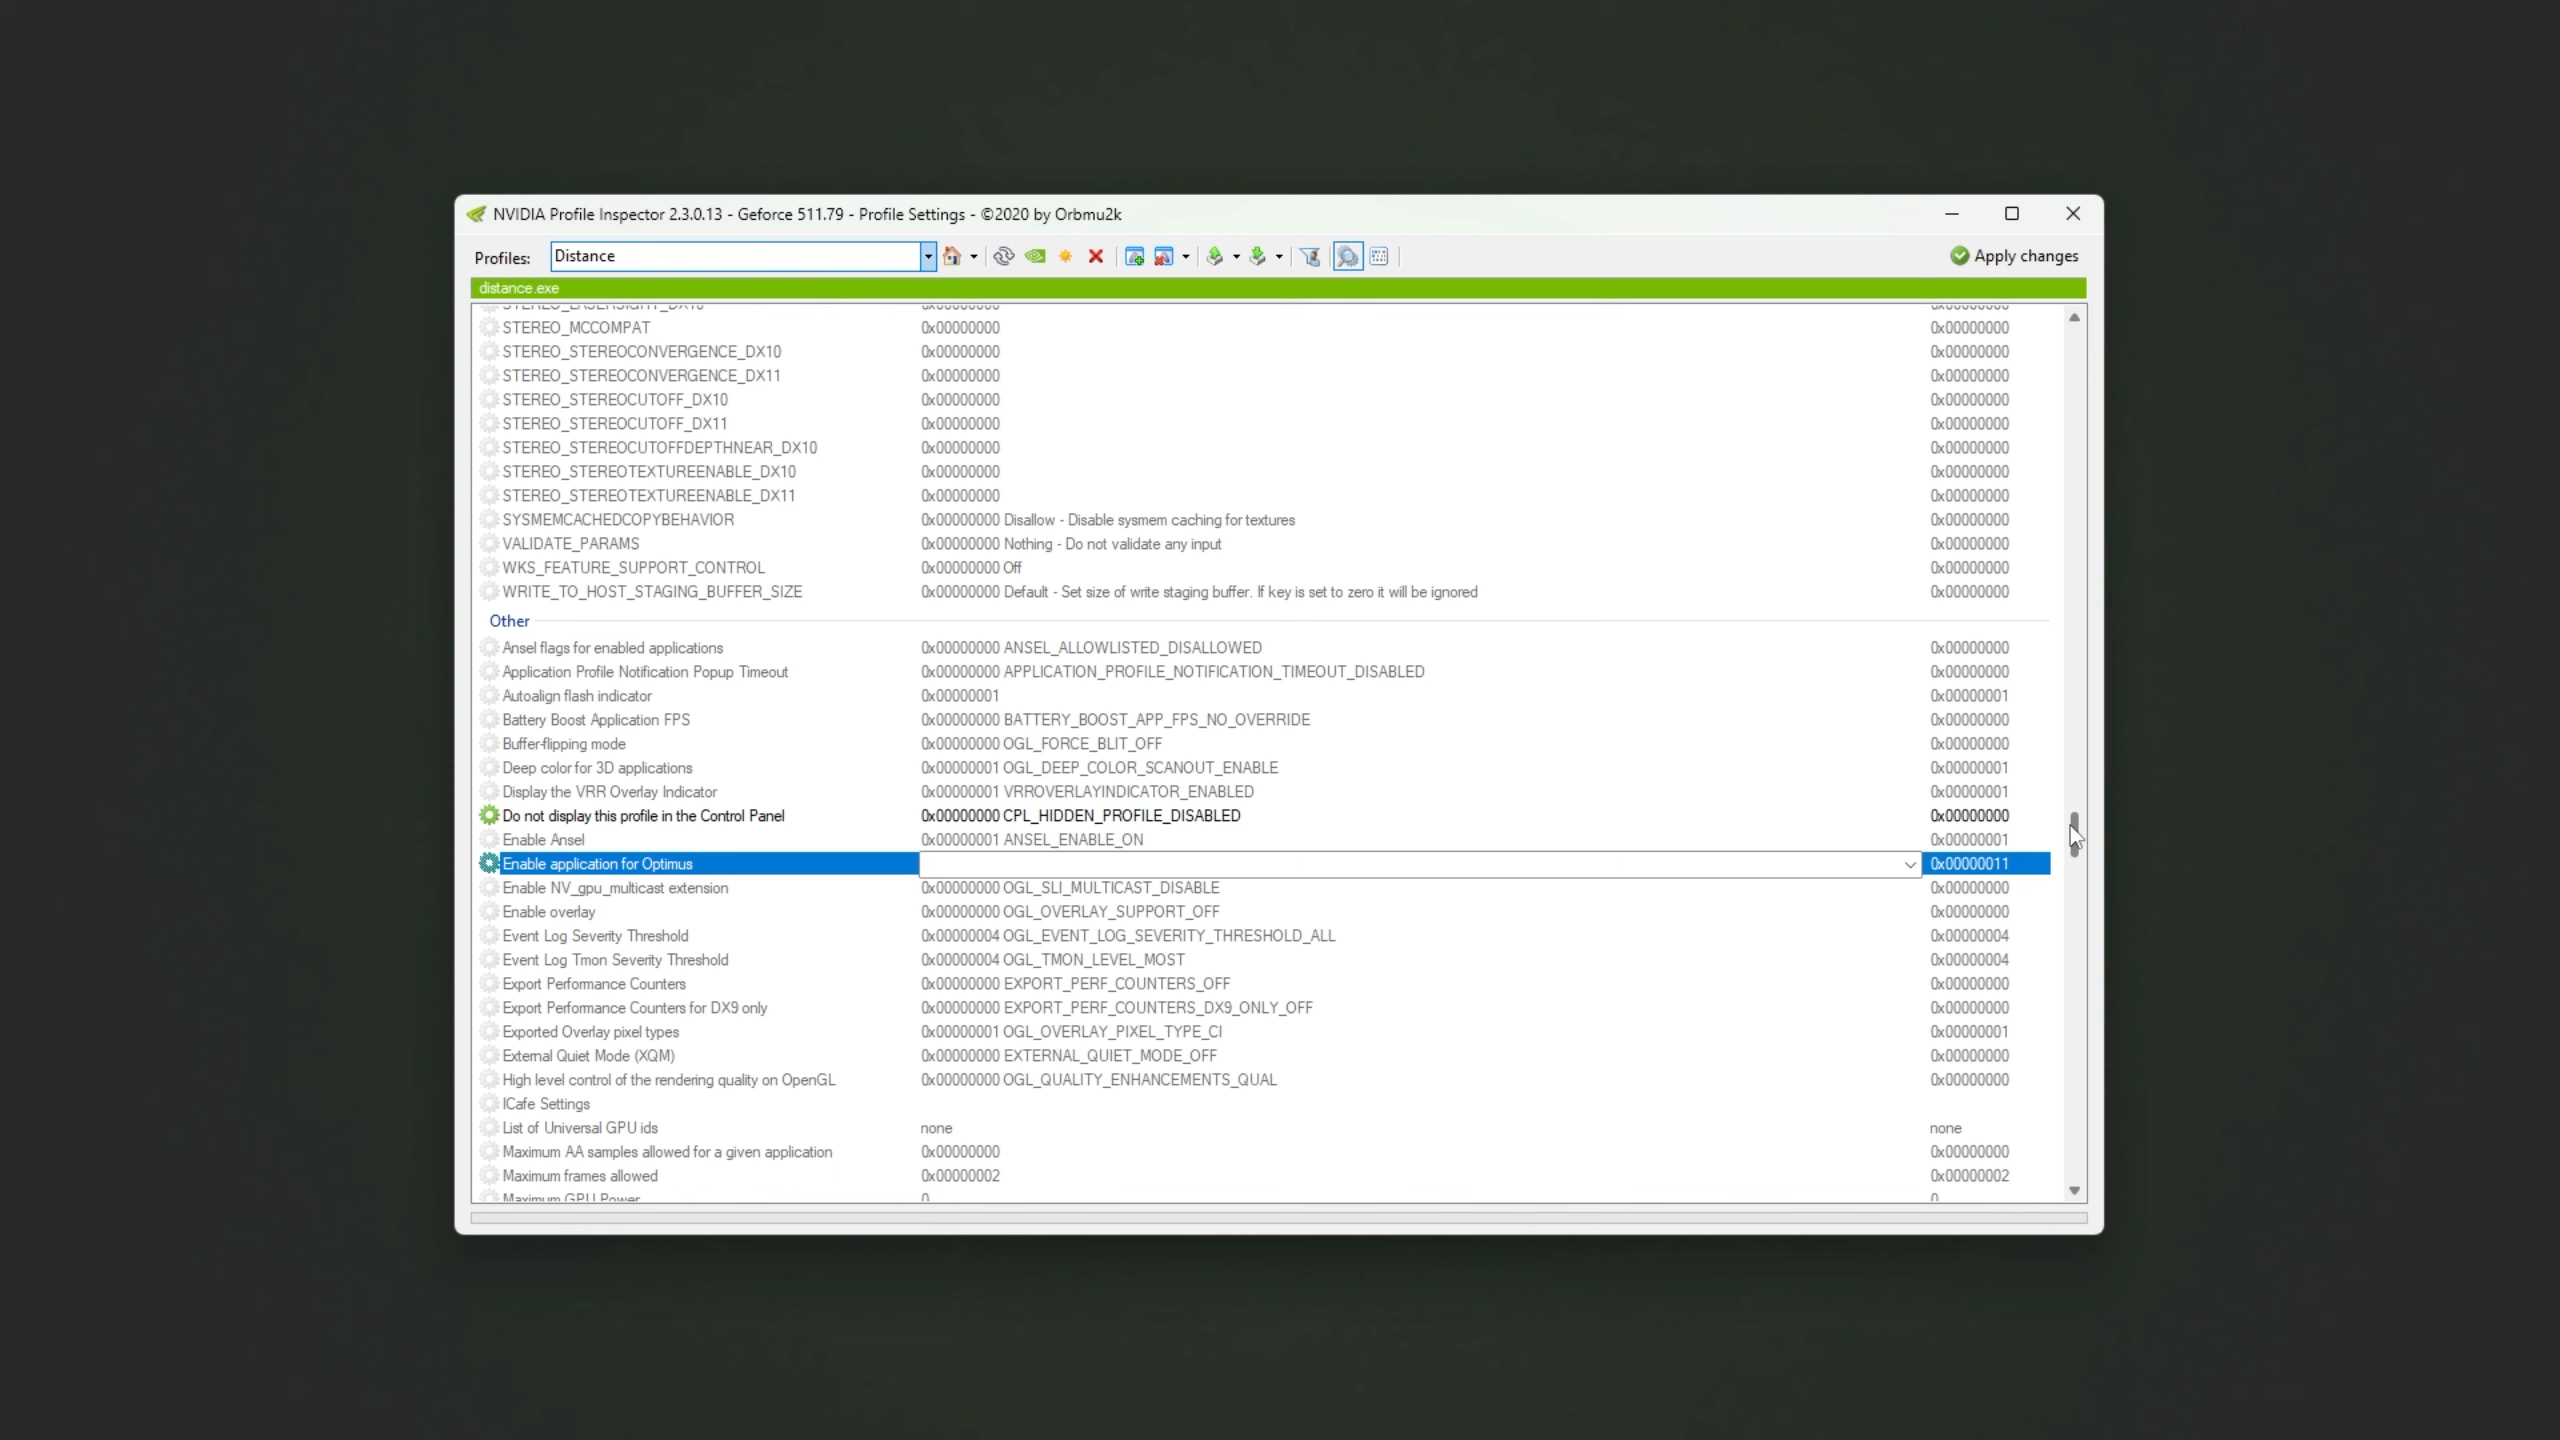 NVIDIA Profile Inspector 2.3.0.13 - Geforce 511.79 - Profile Settings - ©2020 by Orbmu2k
Profiles: Distance Apply changes
distance.exe
STEREO_LASERSIGHT_DX10 0x00000000 0x00000000
STEREO_MCCOMPAT 0x00000000 0x00000000
STEREO_STEREOCONVERGENCE_DX10 0x00000000 0x00000000
STEREO_STEREOCONVERGENCE_DX11 0x00000000 0x00000000
STEREO_STEREOCUTOFF_DX10 0x00000000 0x00000000
STEREO_STEREOCUTOFF_DX11 0x00000000 0x00000000
STEREO_STEREOCUTOFFDEPTHNEAR_DX10 0x00000000 0x00000000
STEREO_STEREOTEXTUREENABLE_DX10 0x00000000 0x00000000
STEREO_STEREOTEXTUREENABLE_DX11 0x00000000 0x00000000
SYSMEMCACHEDCOPYBEHAVIOR 0x00000000 Disallow - Disable sysmem caching for textures 0x00000000
VALIDATE_PARAMS 0x00000000 Nothing - Do not validate any input 0x00000000
WKS_FEATURE_SUPPORT_CONTROL 0x00000000 Off 0x00000000
WRITE_TO_HOST_STAGING_BUFFER_SIZE 0x00000000 Default - Set size of write staging buffer. If key is set to zero it will be ignored 0x00000000
Other
Ansel flags for enabled applications 0x00000000 ANSEL_ALLOWLISTED_DISALLOWED 0x00000000
Application Profile Notification Popup Timeout 0x00000000 APPLICATION_PROFILE_NOTIFICATION_TIMEOUT_DISABLED 0x00000000
Autoalign flash indicator 0x00000001 0x00000001
Battery Boost Application FPS 0x00000000 BATTERY_BOOST_APP_FPS_NO_OVERRIDE 0x00000000
Buffer-flipping mode 0x00000000 OGL_FORCE_BLIT_OFF 0x00000000
Deep color for 3D applications 0x00000001 OGL_DEEP_COLOR_SCANOUT_ENABLE 0x00000001
Display the VRR Overlay Indicator 0x00000001 VRROVERLAYINDICATOR_ENABLED 0x00000001
Do not display this profile in the Control Panel 0x00000000 CPL_HIDDEN_PROFILE_DISABLED 0x00000000
Enable Ansel 0x00000001 ANSEL_ENABLE_ON 0x00000001
Enable application for Optimus 0x00000011
Enable NV_gpu_multicast extension 0x00000000 OGL_SLI_MULTICAST_DISABLE 0x00000000
Enable overlay 0x00000000 OGL_OVERLAY_SUPPORT_OFF 0x00000000
Event Log Severity Threshold 0x00000004 OGL_EVENT_LOG_SEVERITY_THRESHOLD_ALL 0x00000004
Event Log Tmon Severity Threshold 0x00000004 OGL_TMON_LEVEL_MOST 0x00000004
Export Performance Counters 0x00000000 EXPORT_PERF_COUNTERS_OFF 0x00000000
Export Performance Counters for DX9 only 0x00000000 EXPORT_PERF_COUNTERS_DX9_ONLY_OFF 0x00000000
Exported Overlay pixel types 0x00000001 OGL_OVERLAY_PIXEL_TYPE_CI 0x00000001
External Quiet Mode (XQM) 0x00000000 EXTERNAL_QUIET_MODE_OFF 0x00000000
High level control of the rendering quality on OpenGL 0x00000000 OGL_QUALITY_ENHANCEMENTS_QUAL 0x00000000
ICafe Settings
List of Universal GPU ids none none
Maximum AA samples allowed for a given application 0x00000000 0x00000000
Maximum frames allowed 0x00000002 0x00000002
Maximum GPU Power 0 0